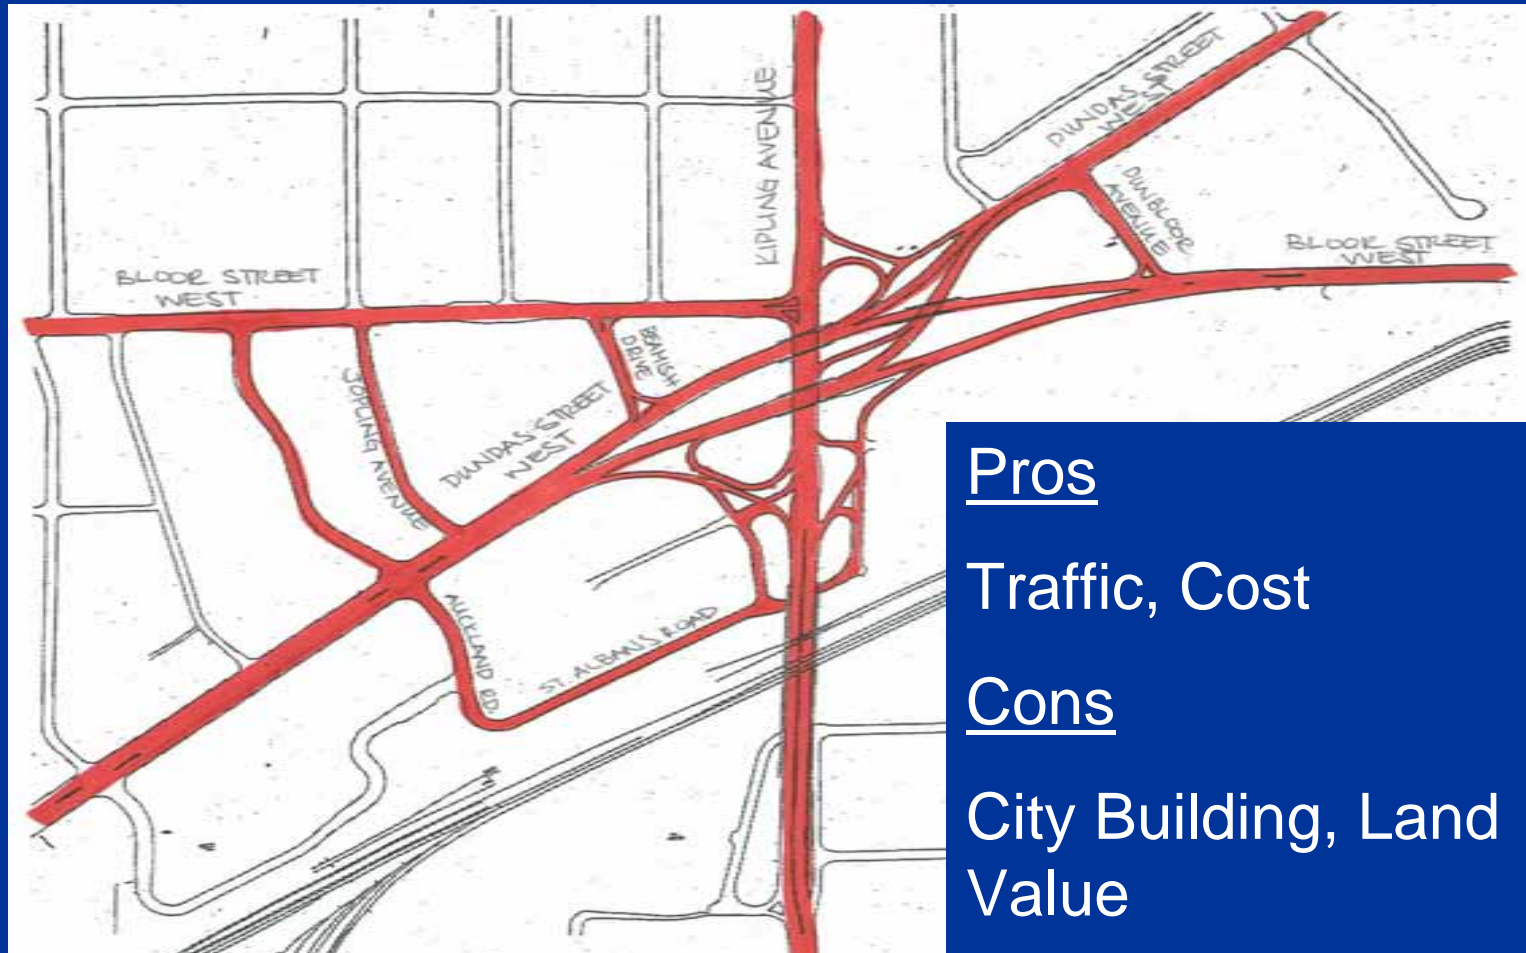 KIPLING AVENUE
DUNDAS STREET
WEST
DUNBLOOR
AVENUE
BLOOR STREET
WEST
BLOOR STREET
WEST
BEAMISH
DRIVE
JOPLING AVENUE
DUNDAS STREET
WEST
AUCKLAND RD.
ST. ALBANS ROAD
Pros
Traffic, Cost
Cons
City Building, Land
Value